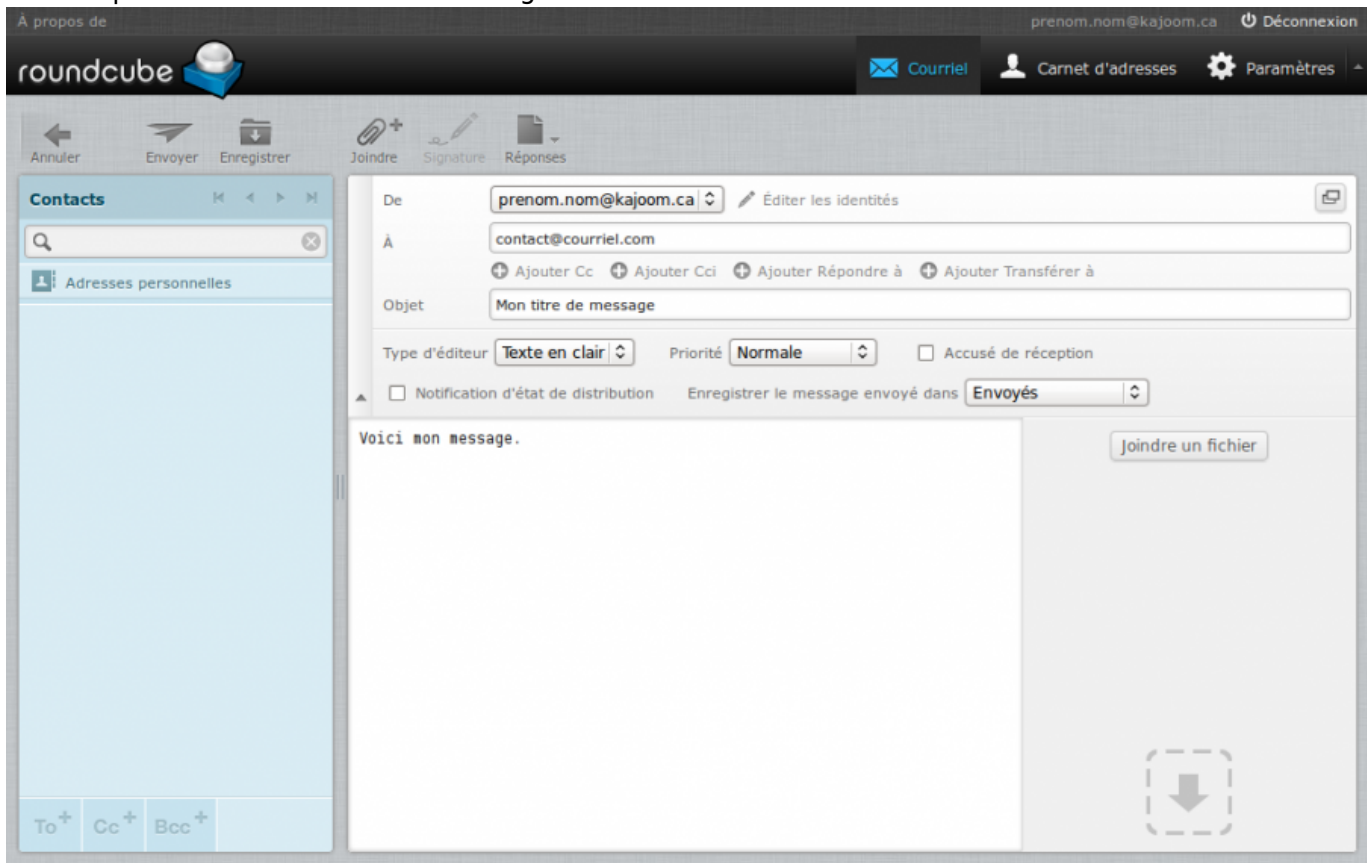 À propos de prenom.nom@kajoom.ca Déconnexion
roundcube Courriel Carnet d'adresses Paramètres
Annuler Envoyer Enregistrer Joindre Signature Réponses
Contacts
Adresses personnelles
To+ Cc+ Bcc+
De prenom.nom@kajoom.ca Éditer les identités
À contact@courriel.com
Ajouter Cc Ajouter Cci Ajouter Répondre à Ajouter Transférer à
Objet Mon titre de message
Type d'éditeur Texte en clair Priorité Normale Accusé de réception
Notification d'état de distribution Enregistrer le message envoyé dans Envoyés
Voici mon message.
Joindre un fichier